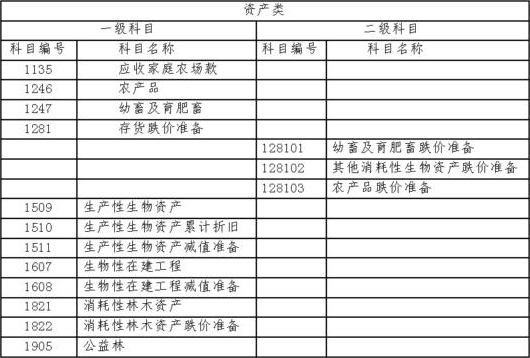 资产类
一级科目 二级科目
科目编号 科目名称 科目编号 科目名称
1135 应收家庭农场款
1246 农产品
1247 幼畜及育肥畜
1281 存货跌价准备
128101 幼畜及育肥畜跌价准备
128102 其他消耗性生物资产跌价准备
128103 农产品跌价准备
1509 生产性生物资产
1510 生产性生物资产累计折旧
1511 生产性生物资产减值准备
1607 生物性在建工程
1608 生物性在建工程减值准备
1821 消耗性林木资产
1822 消耗性林木资产跌价准备
1905 公益林